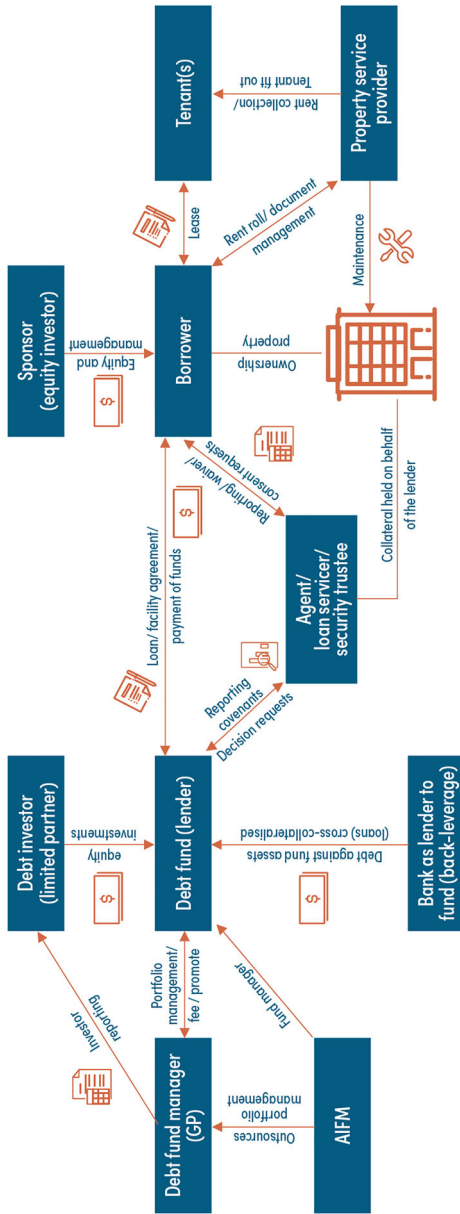 Sponsor
(equity investor)
Equity and
management
Debt investor
(limited partner)
equity
investments
Investor
reporting
Debt fund manager
(GP)
Portfolio
management/
fee / promote
Debt fund (lender)
Loan/ facility agreement/
payment of funds
Borrower
Lease
Tenant(s)
Outsources
portfolio
management
Fund manager
Debt against fund assets
(loans) cross-collateralised
Reporting
covenants
Decision requests
Reporting/ waiver/
consent requests
Ownership
property
Rent roll/ document
management
Rent collection/
Tenant fit out
AIFM
Bank as lender to
fund (back-leverage)
Agent/
loan servicer/
security trustee
Collateral held on behalf
of the lender
Maintenance
Property service
provider